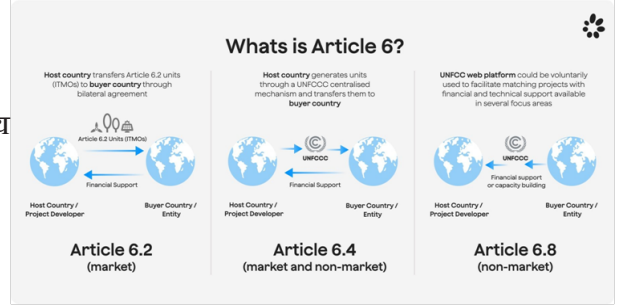 Whats is Article 6?
Host country transfers Article 6.2 units
(ITMOs) to buyer country through
bilateral agreement
Article 6.2 Units (ITMOs)
Financial Support
Host Country /
Project Developer
Buyer Country /
Entity
Article 6.2
(market)
Host country generates units
through a UNFCCC centralised
mechanism and transfers them to
buyer country
UNFCCC
Financial Support
Host Country /
Project Developer
Buyer Country /
Entity
Article 6.4
(market and non-market)
UNFCC web platform could be voluntarily
used to facilitate matching projects with
financial and technical support available
in several focus areas
UNFCCC
Financial support
or capacity building
Host Country /
Project Developer
Buyer Country /
Entity
Article 6.8
(non-market)